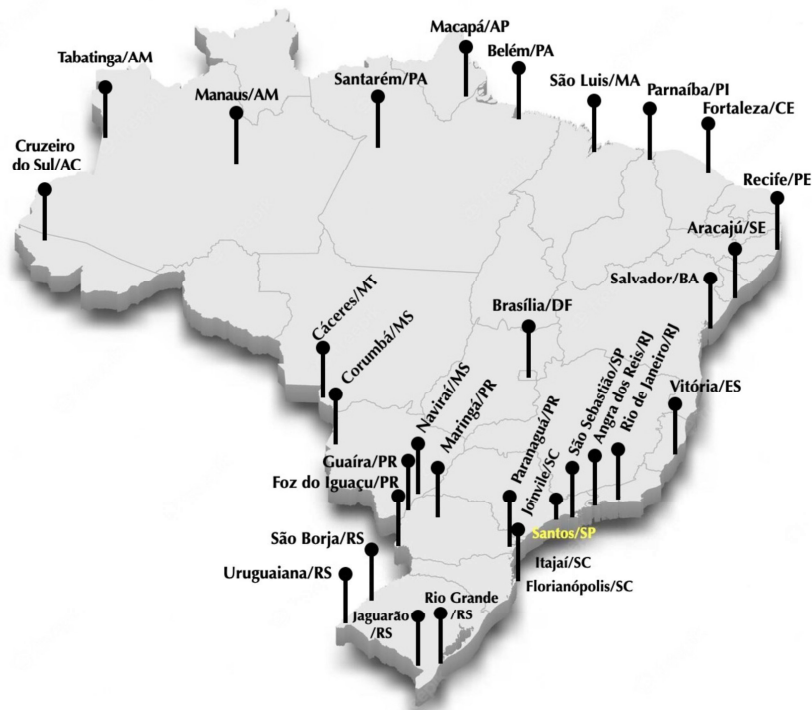 Macapá/AP
Belém/PA
Tabatinga/AM
Santarém/PA
São Luis/MA
Manaus/AM
Parnaíba/PI
Fortaleza/CE
Cruzeiro
do Sul/AC
Recife/PE
Aracajú/SE
Salvador/BA
Cáceres/MT
Brasília/DF
Corumbá/MS
Naviraí/MS
Maringá/PR
Paranaguá/PR
Joinvile/SC
São Sebastião/SP
Angra dos Reis/RJ
Rio de Janeiro/RJ
Vitória/ES
Guaíra/PR
Foz do Iguaçu/PR
Santos/SP
São Borja/RS
Itajaí/SC
Uruguaiana/RS
Florianópolis/SC
Rio Grande
/RS
Jaguarão
/RS